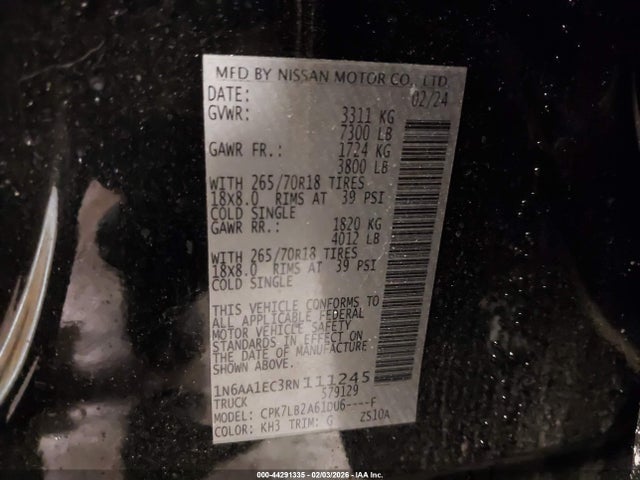 MFD BY NISSAN MOTOR CO., LTD.
DATE: 02/24
GVWR: 3311 KG
7300 LB
GAWR FR.: 1724 KG
3800 LB
WITH 265/70R18 TIRES
18X8.0 RIMS AT 39 PSI
COLD SINGLE
GAWR RR.: 1820 KG
4012 LB
WITH 265/70R18 TIRES
18X8.0 RIMS AT 39 PSI
COLD SINGLE
THIS VEHICLE CONFORMS TO
ALL APPLICABLE FEDERAL
MOTOR VEHICLE SAFETY
STANDARDS IN EFFECT ON
THE DATE OF MANUFACTURE
SHOWN ABOVE.
1N6AA1EC3RN111245
TRUCK 579129
MODEL: CPK7LB2A61DU6----F
COLOR: KH3 TRIM: G ZS10A
000-44291335 - 02/03/2026 - IAA Inc.